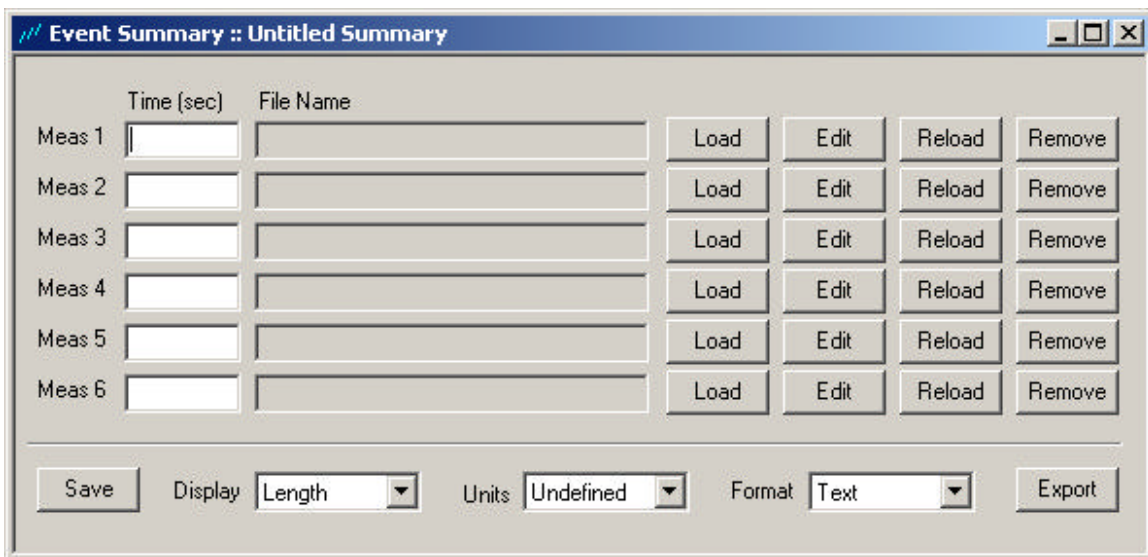 Event Summary :: Untitled Summary
Time (sec) File Name
Meas 1 Load Edit Reload Remove
Meas 2 Load Edit Reload Remove
Meas 3 Load Edit Reload Remove
Meas 4 Load Edit Reload Remove
Meas 5 Load Edit Reload Remove
Meas 6 Load Edit Reload Remove
Save Display Length Units Undefined Format Text Export